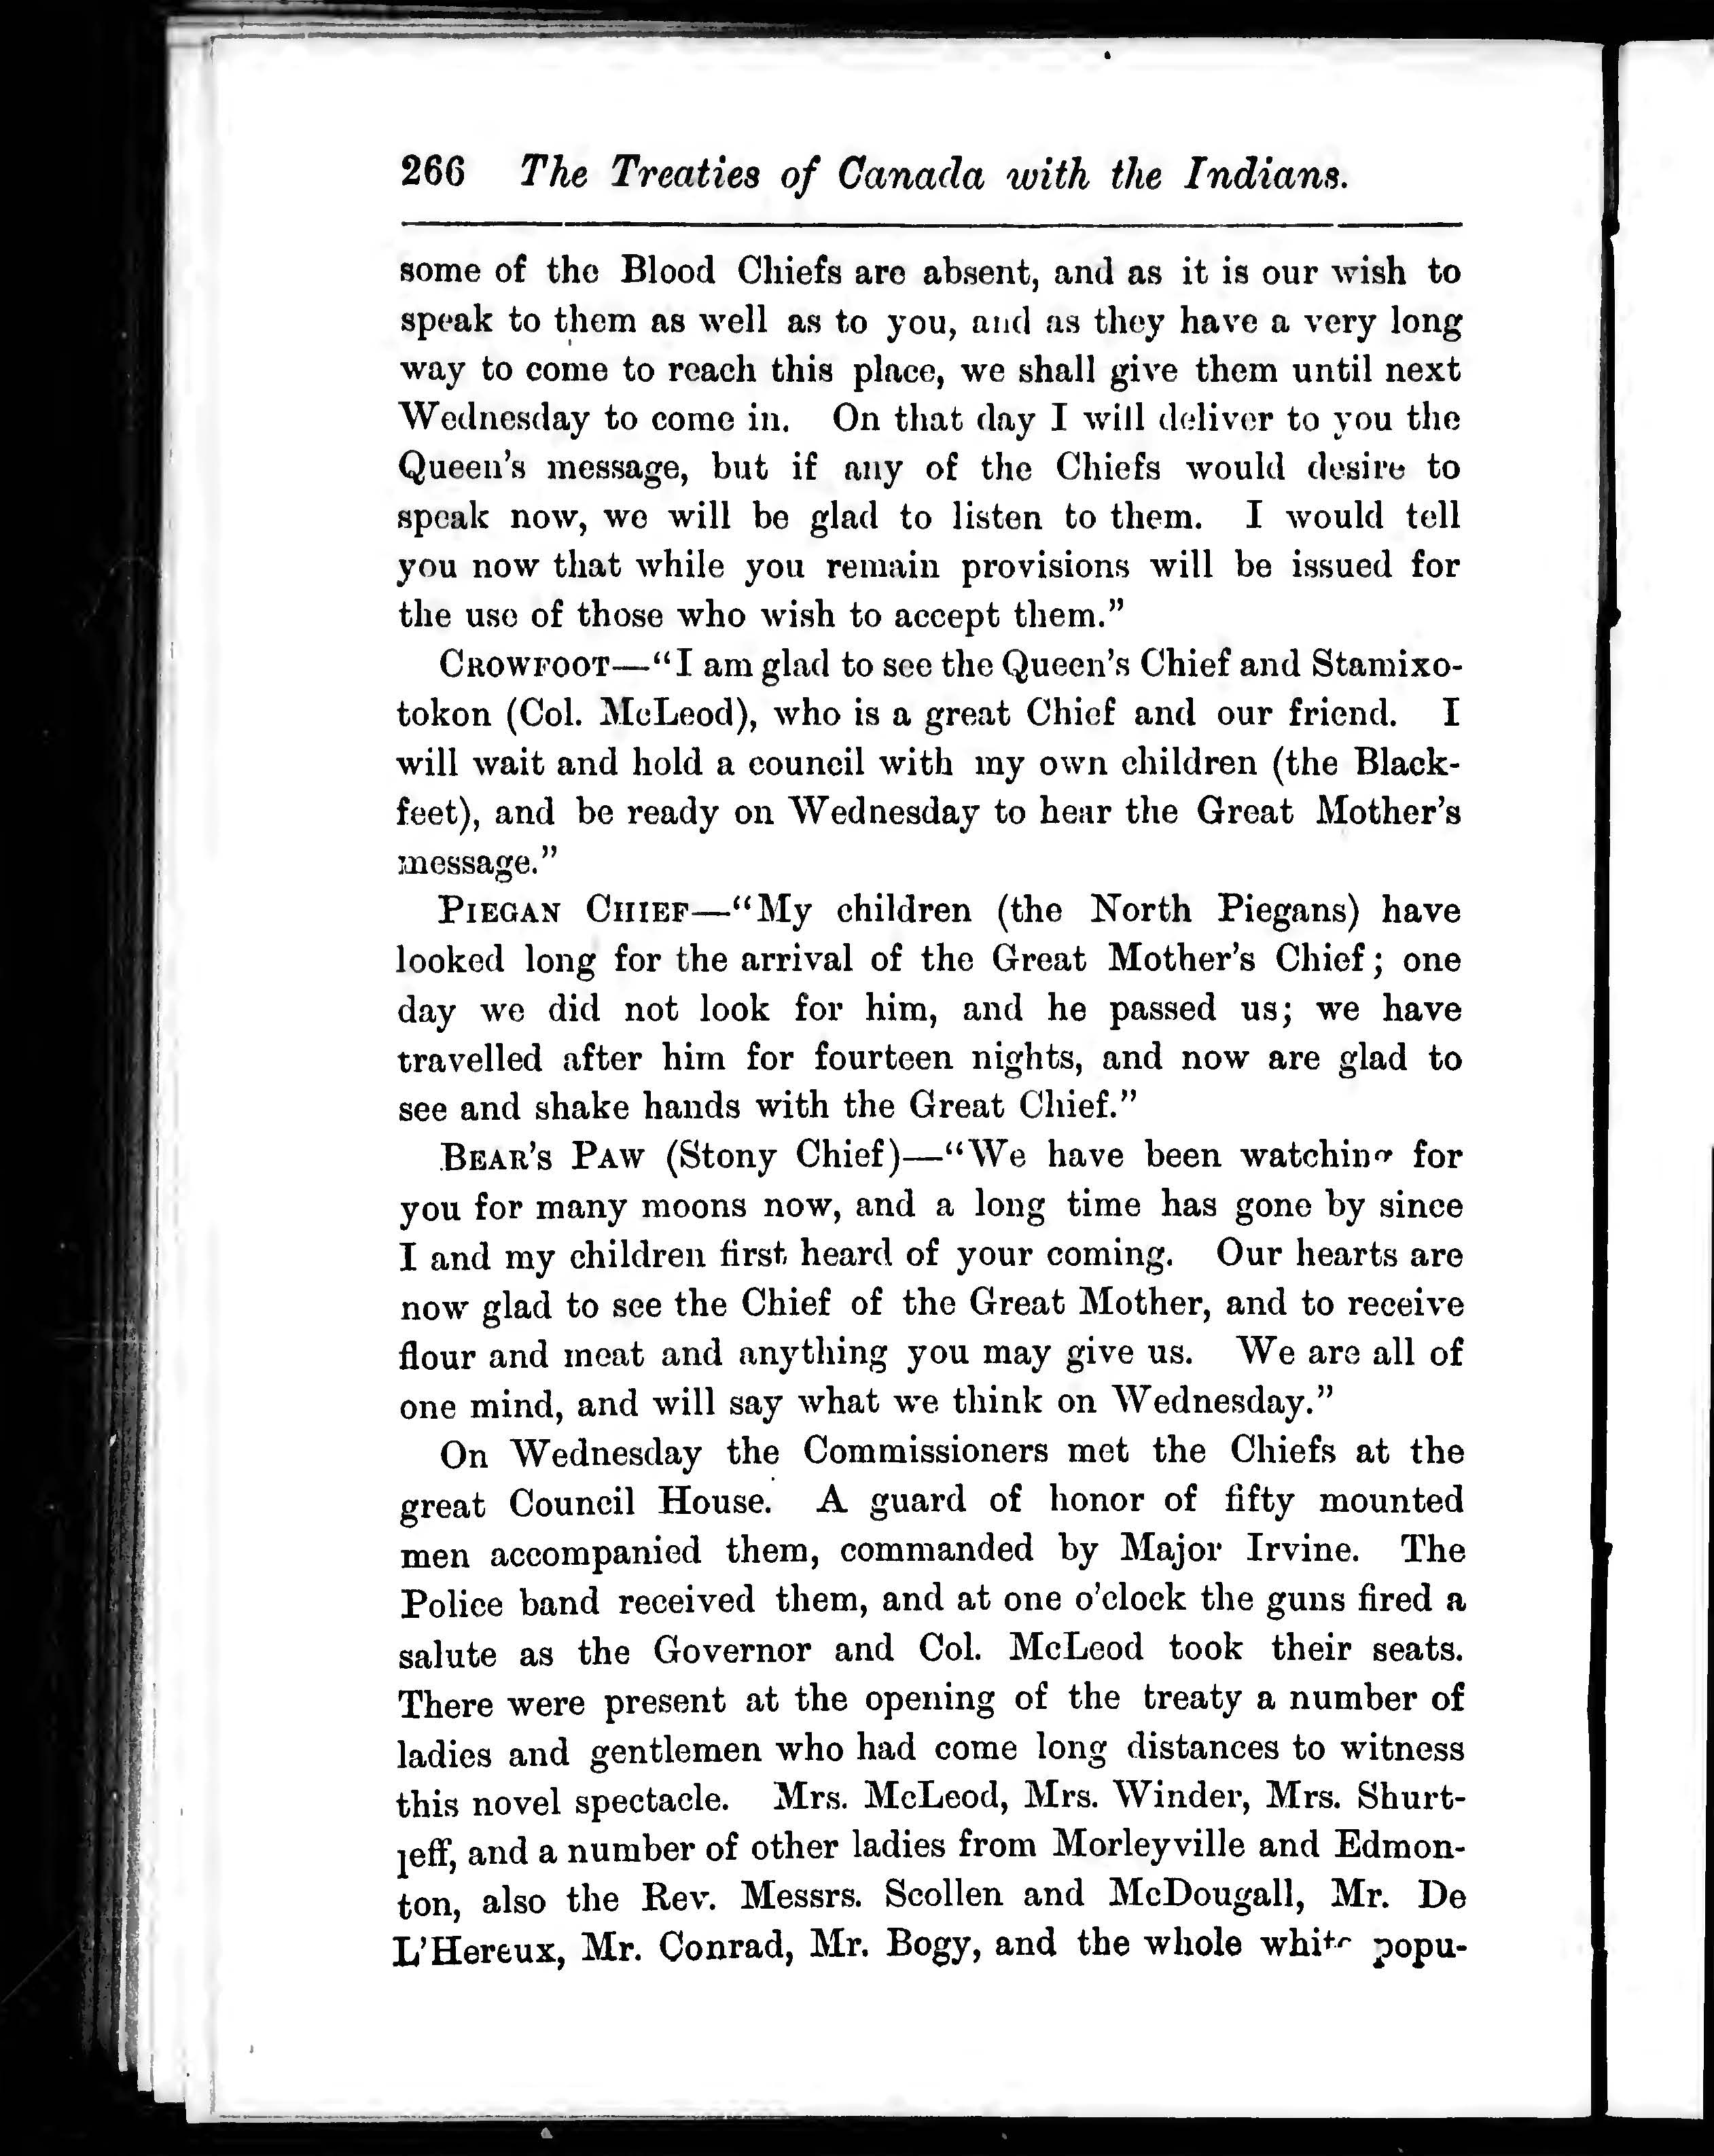 266 The Treaties of Canada with the Indians.
some of the Blood Chiefs are absent, and as it is our wish to
speak to them as well as to you, and as they have a very long
way to come to reach this place, we shall give them until next
Wednesday to come in. On that day I will deliver to you the
Queen's message, but if any of the Chiefs would desire to
speak now, we will be glad to listen to them. I would tell
you now that while you remain provisions will be issued for
the use of those who wish to accept them."
CROWFOOT—"I am glad to see the Queen's Chief and Stamixo-
tokon (Col. McLeod), who is a great Chief and our friend. I
will wait and hold a council with my own children (the Black-
feet), and be ready on Wednesday to hear the Great Mother's
message."
PIEGAN CHIEF—"My children (the North Piegans) have
looked long for the arrival of the Great Mother's Chief; one
day we did not look for him, and he passed us; we have
travelled after him for fourteen nights, and now are glad to
see and shake hands with the Great Chief."
BEAR'S PAW (Stony Chief)—"We have been watching for
you for many moons now, and a long time has gone by since
I and my children first heard of your coming. Our hearts are
now glad to see the Chief of the Great Mother, and to receive
flour and meat and anything you may give us. We are all of
one mind, and will say what we think on Wednesday."
On Wednesday the Commissioners met the Chiefs at the
great Council House. A guard of honor of fifty mounted
men accompanied them, commanded by Major Irvine. The
Police band received them, and at one o'clock the guns fired a
salute as the Governor and Col. McLeod took their seats.
There were present at the opening of the treaty a number of
ladies and gentlemen who had come long distances to witness
this novel spectacle. Mrs. McLeod, Mrs. Winder, Mrs. Shurt-
leff, and a number of other ladies from Morleyville and Edmon-
ton, also the Rev. Messrs. Scollen and McDougall, Mr. De
L'Hereux, Mr. Conrad, Mr. Bogy, and the whole white popu-